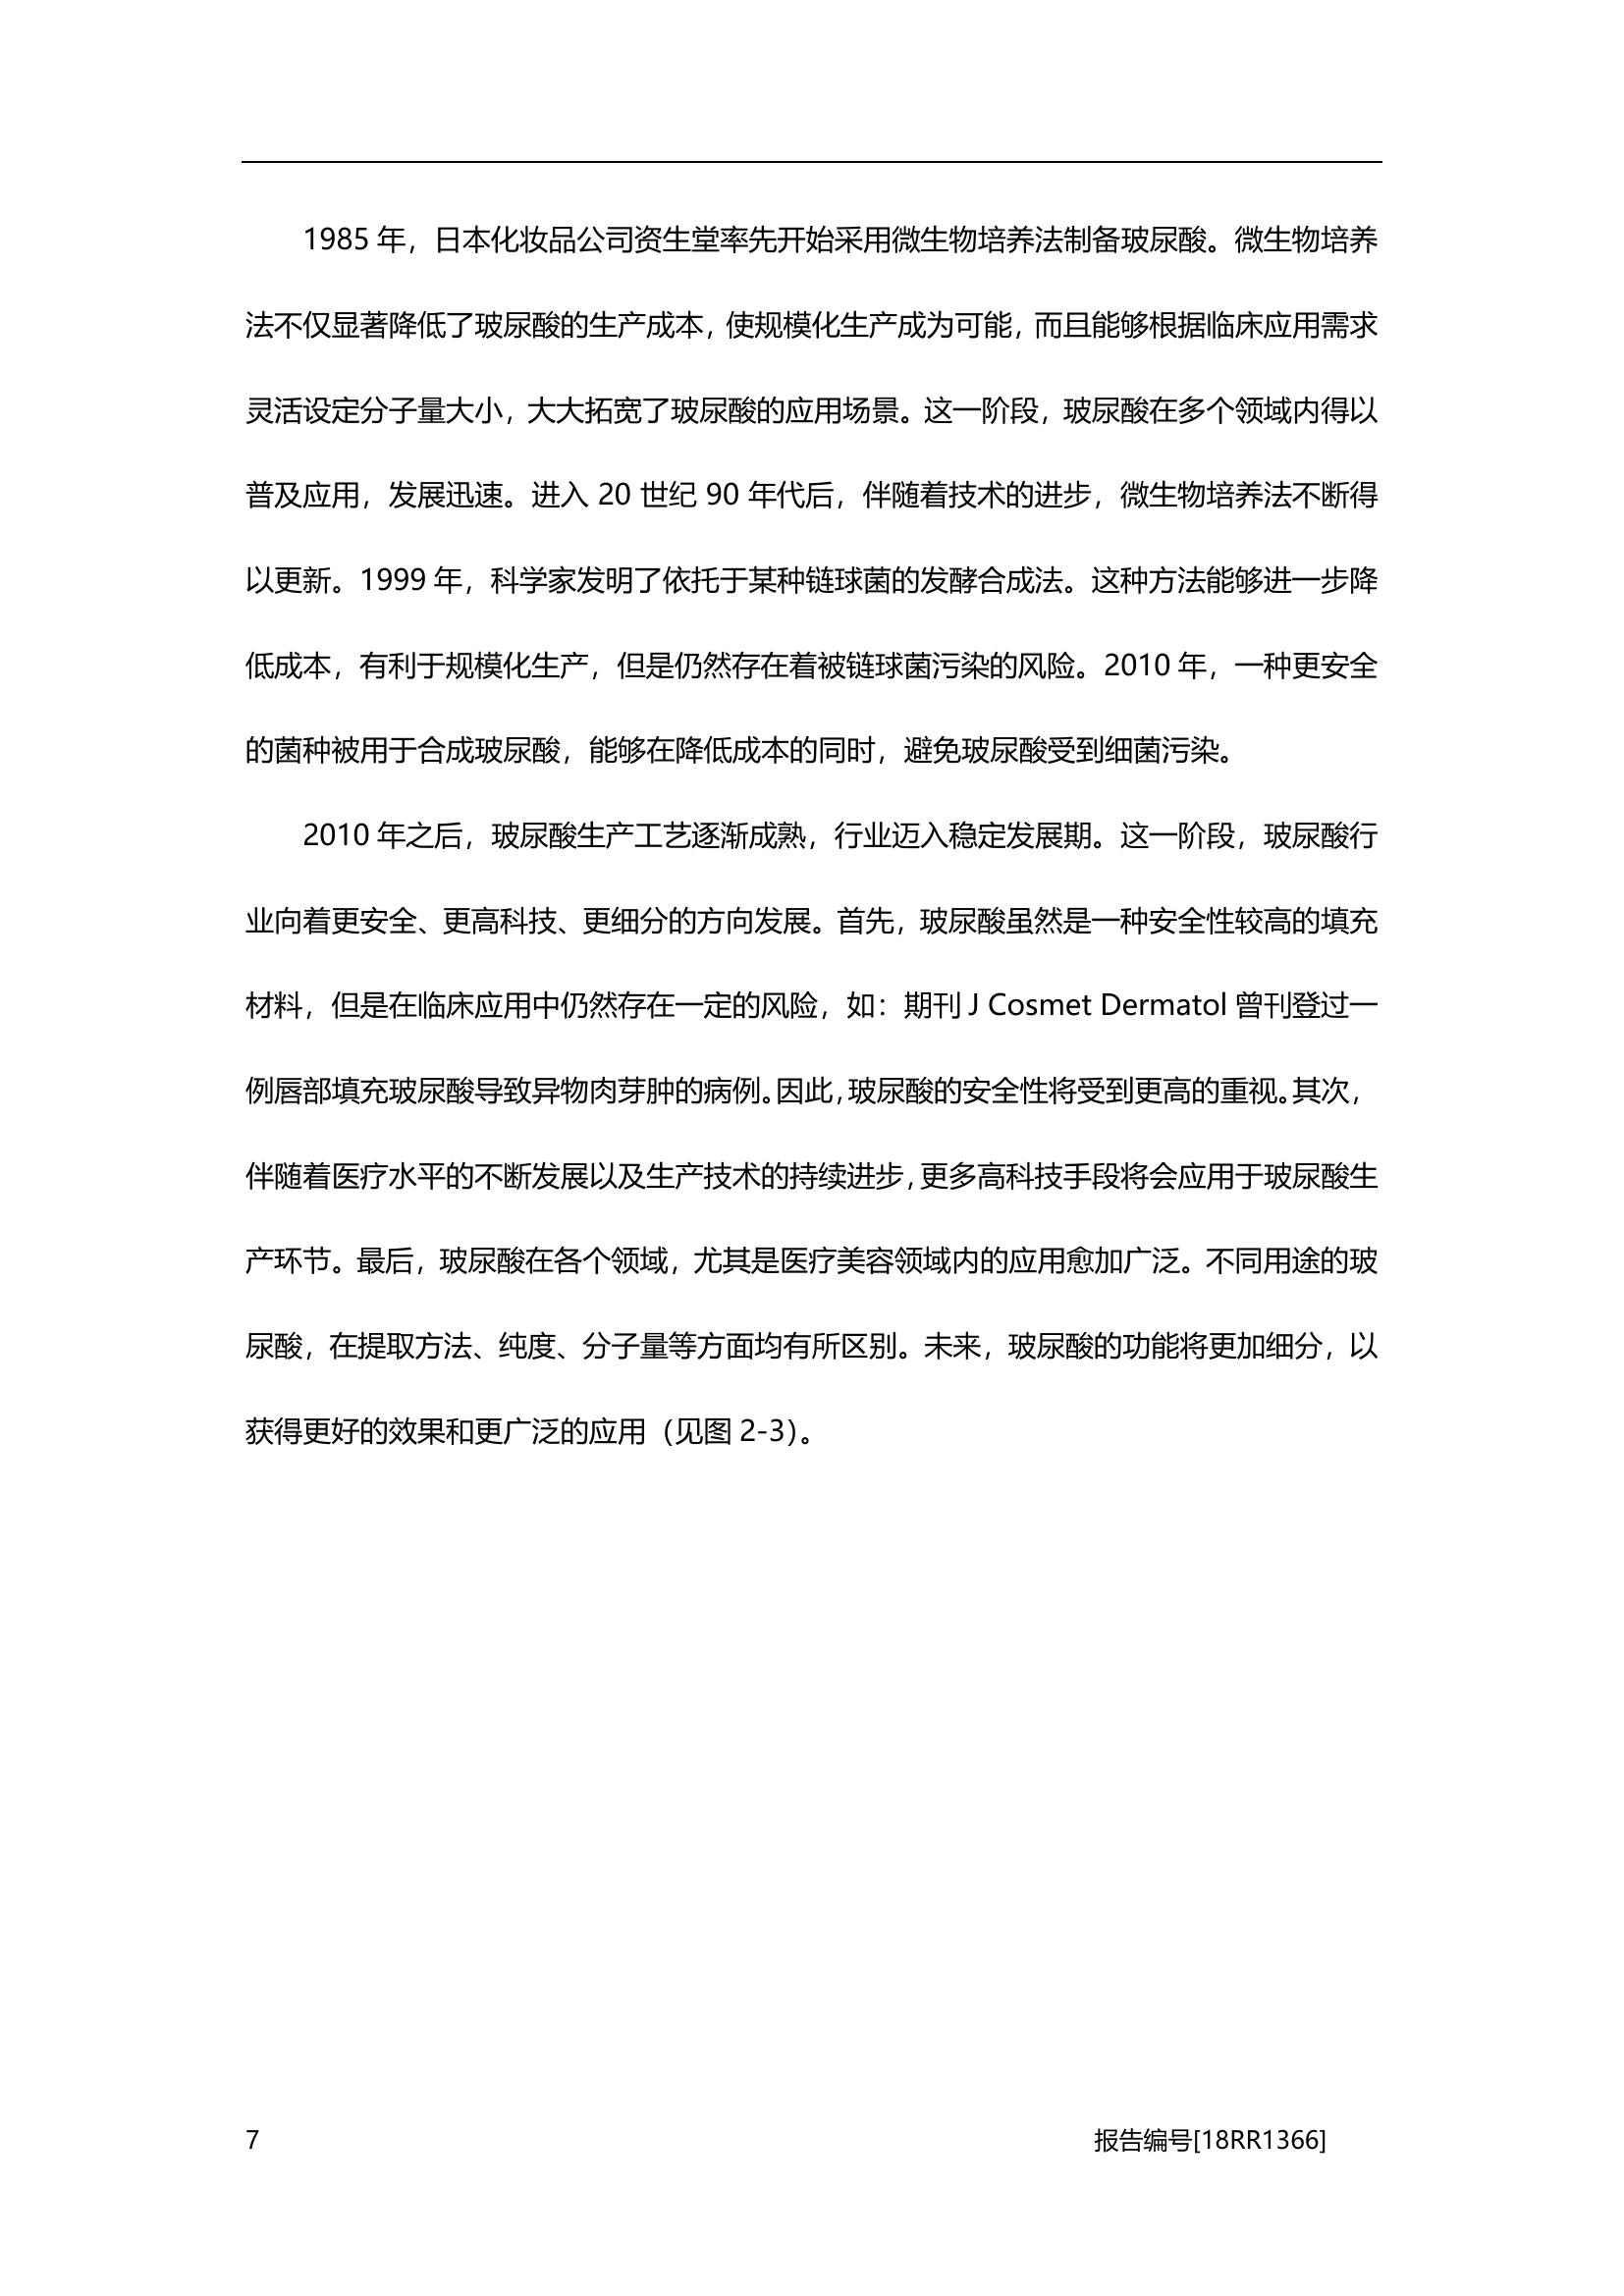 1985 年，日本化妆品公司资生堂率先开始采用微生物培养法制备玻尿酸。微生物培养
法不仅显著降低了玻尿酸的生产成本，使规模化生产成为可能，而且能够根据临床应用需求
灵活设定分子量大小，大大拓宽了玻尿酸的应用场景。这一阶段，玻尿酸在多个领域内得以
普及应用，发展迅速。进入 20 世纪 90 年代后，伴随着技术的进步，微生物培养法不断得
以更新。1999 年，科学家发明了依托于某种链球菌的发酵合成法。这种方法能够进一步降
低成本，有利于规模化生产，但是仍然存在着被链球菌污染的风险。2010 年，一种更安全
的菌种被用于合成玻尿酸，能够在降低成本的同时，避免玻尿酸受到细菌污染。
2010 年之后，玻尿酸生产工艺逐渐成熟，行业迈入稳定发展期。这一阶段，玻尿酸行
业向着更安全、更高科技、更细分的方向发展。首先，玻尿酸虽然是一种安全性较高的填充
材料，但是在临床应用中仍然存在一定的风险，如：期刊 J Cosmet Dermatol 曾刊登过一
例唇部填充玻尿酸导致异物肉芽肿的病例。因此，玻尿酸的安全性将受到更高的重视。其次，
伴随着医疗水平的不断发展以及生产技术的持续进步，更多高科技手段将会应用于玻尿酸生
产环节。最后，玻尿酸在各个领域，尤其是医疗美容领域内的应用愈加广泛。不同用途的玻
尿酸，在提取方法、纯度、分子量等方面均有所区别。未来，玻尿酸的功能将更加细分，以
获得更好的效果和更广泛的应用（见图 2-3）。
7 报告编号[18RR1366]